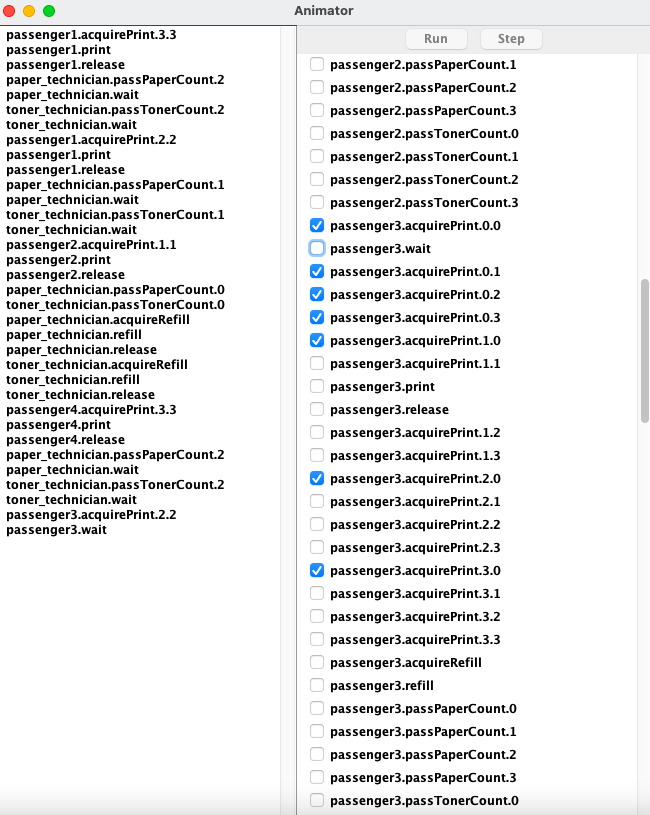 Animator
passenger1.acquirePrint.3.3
passenger1.print
passenger1.release
paper_technician.passPaperCount.2
paper_technician.wait
toner_technician.passTonerCount.2
toner_technician.wait
passenger1.acquirePrint.2.2
passenger1.print
passenger1.release
paper_technician.passPaperCount.1
paper_technician.wait
toner_technician.passTonerCount.1
toner_technician.wait
passenger2.acquirePrint.1.1
passenger2.print
passenger2.release
paper_technician.passPaperCount.0
toner_technician.passTonerCount.0
paper_technician.acquireRefill
paper_technician.refill
paper_technician.release
toner_technician.acquireRefill
toner_technician.refill
toner_technician.release
passenger4.acquirePrint.3.3
passenger4.print
passenger4.release
paper_technician.passPaperCount.2
paper_technician.wait
toner_technician.passTonerCount.2
toner_technician.wait
passenger3.acquirePrint.2.2
passenger3.wait
Run Step
passenger2.passPaperCount.1
passenger2.passPaperCount.2
passenger2.passPaperCount.3
passenger2.passTonerCount.0
passenger2.passTonerCount.1
passenger2.passTonerCount.2
passenger2.passTonerCount.3
passenger3.acquirePrint.0.0
passenger3.wait
passenger3.acquirePrint.0.1
passenger3.acquirePrint.0.2
passenger3.acquirePrint.0.3
passenger3.acquirePrint.1.0
passenger3.acquirePrint.1.1
passenger3.print
passenger3.release
passenger3.acquirePrint.1.2
passenger3.acquirePrint.1.3
passenger3.acquirePrint.2.0
passenger3.acquirePrint.2.1
passenger3.acquirePrint.2.2
passenger3.acquirePrint.2.3
passenger3.acquirePrint.3.0
passenger3.acquirePrint.3.1
passenger3.acquirePrint.3.2
passenger3.acquirePrint.3.3
passenger3.acquireRefill
passenger3.refill
passenger3.passPaperCount.0
passenger3.passPaperCount.1
passenger3.passPaperCount.2
passenger3.passPaperCount.3
passenger3.passTonerCount.0